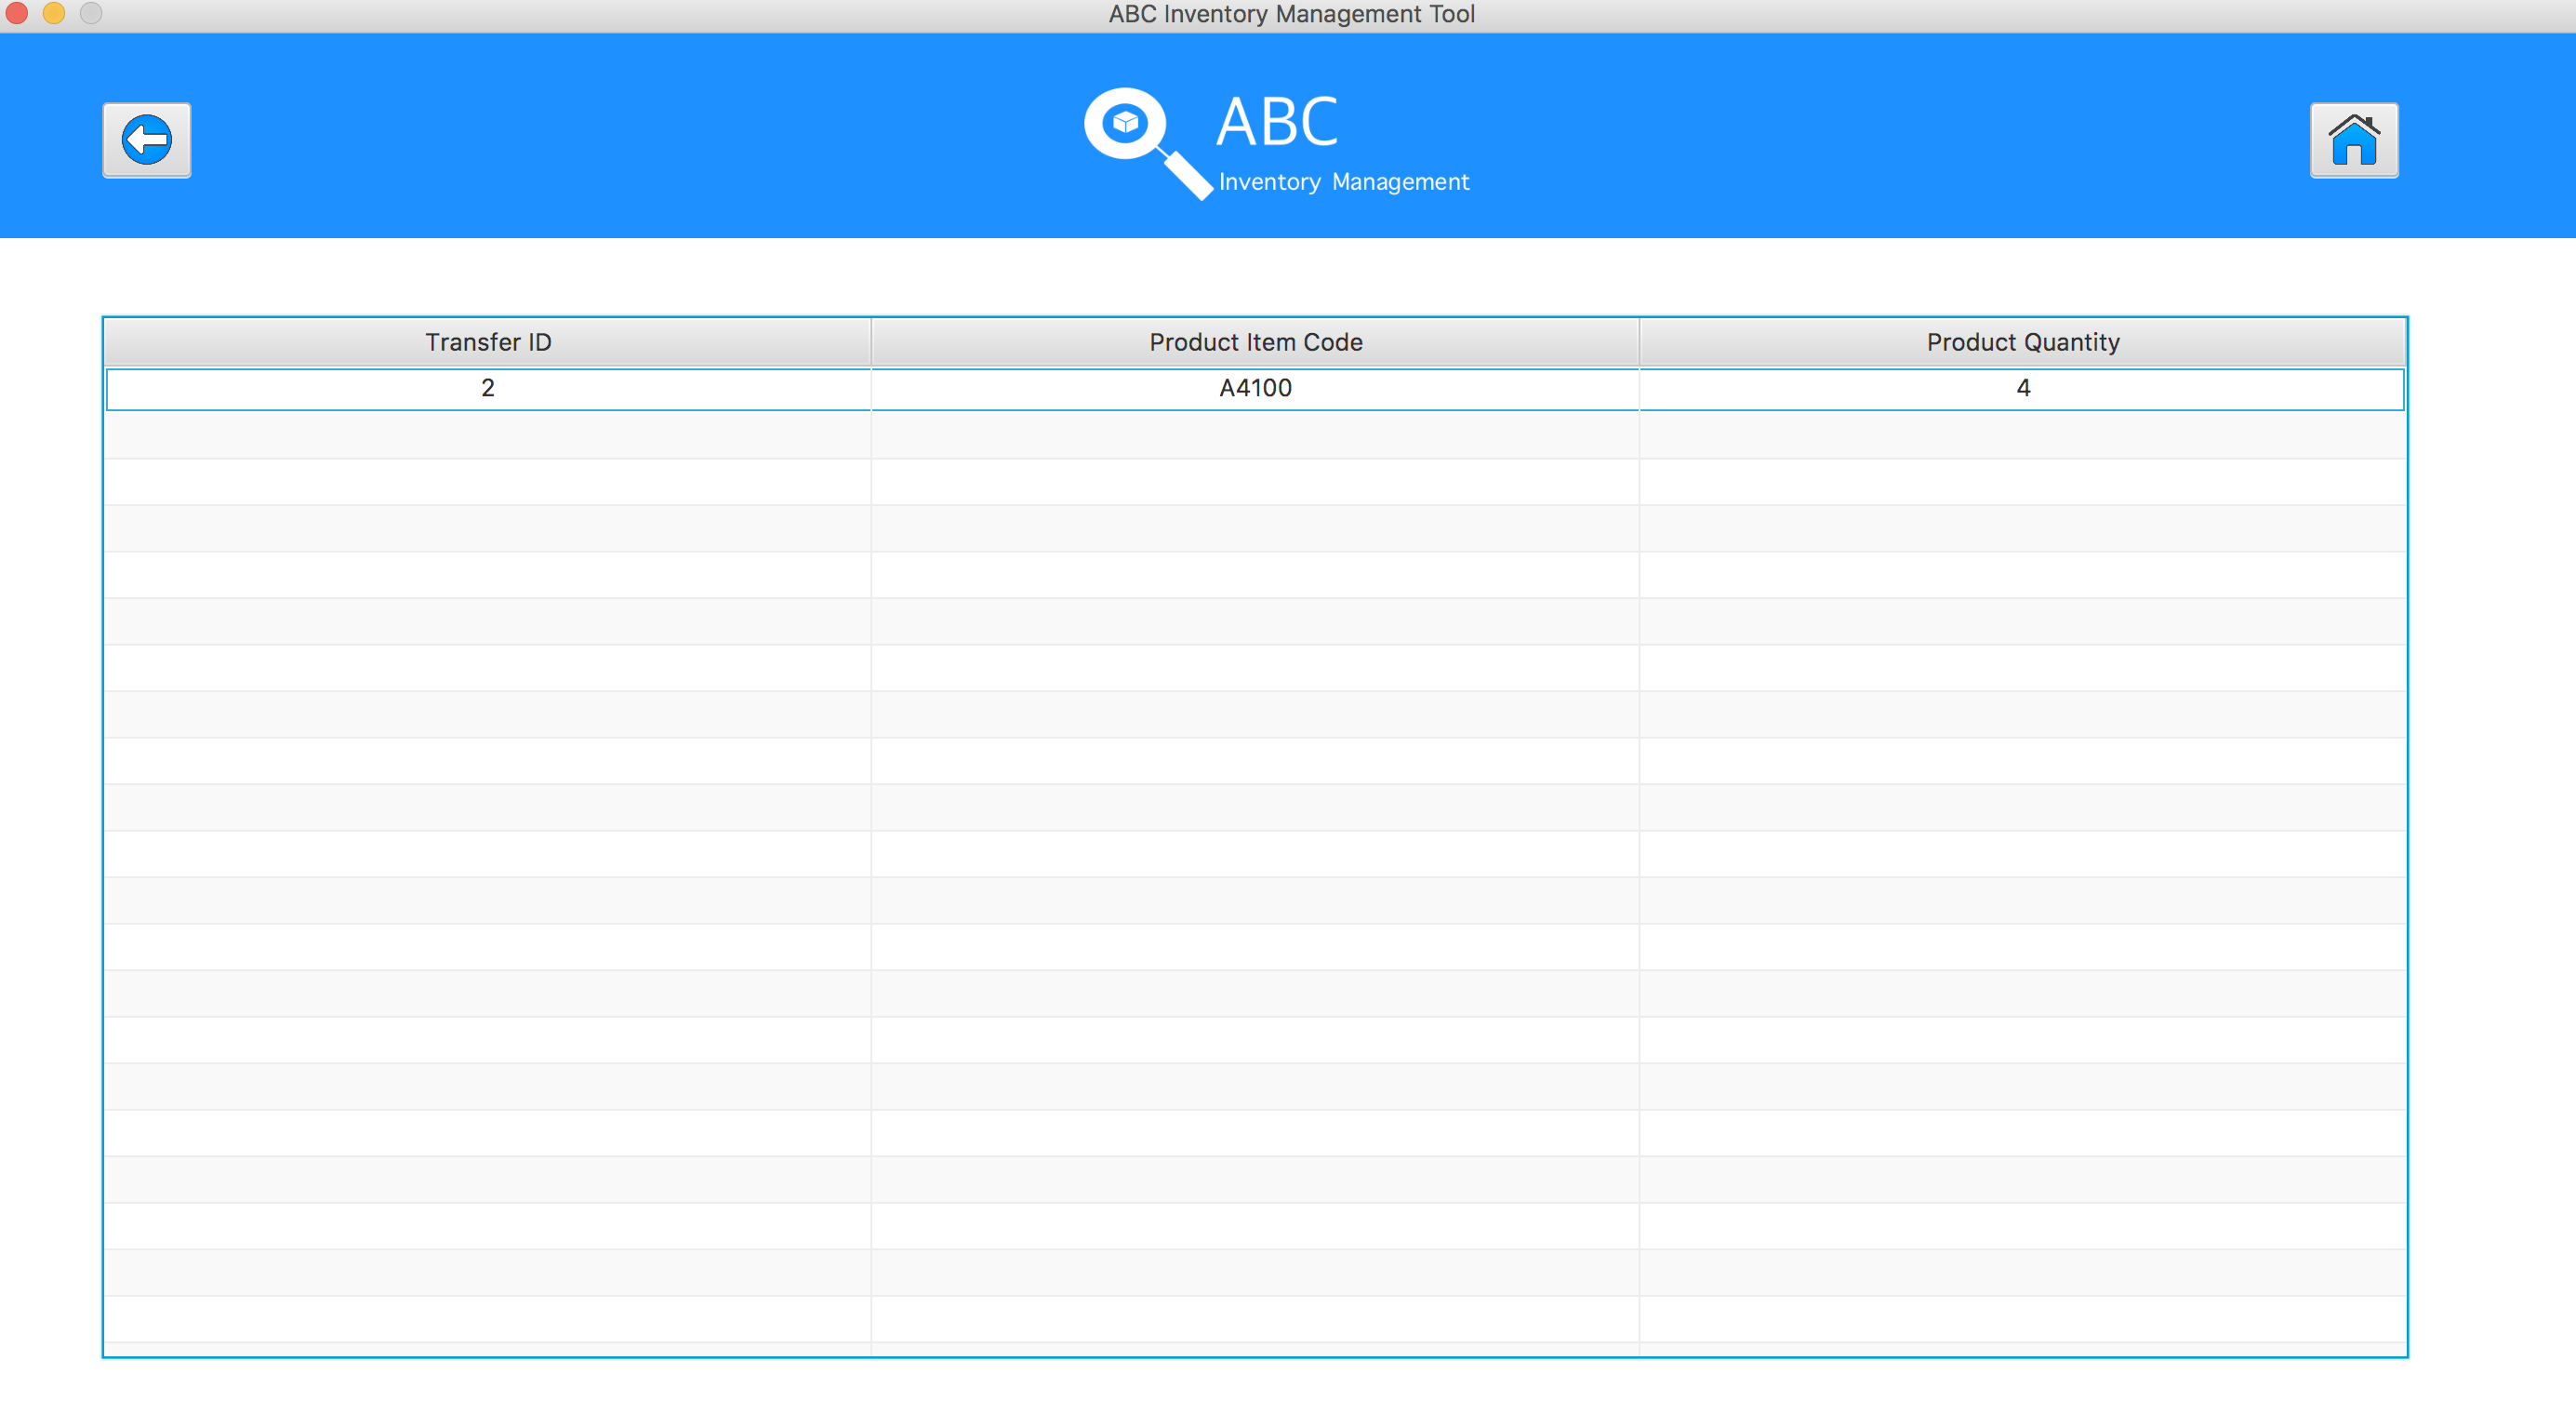 ABC Inventory Management Tool
ABC
Inventory Management
Transfer ID Product Item Code Product Quantity
2 A4100 4